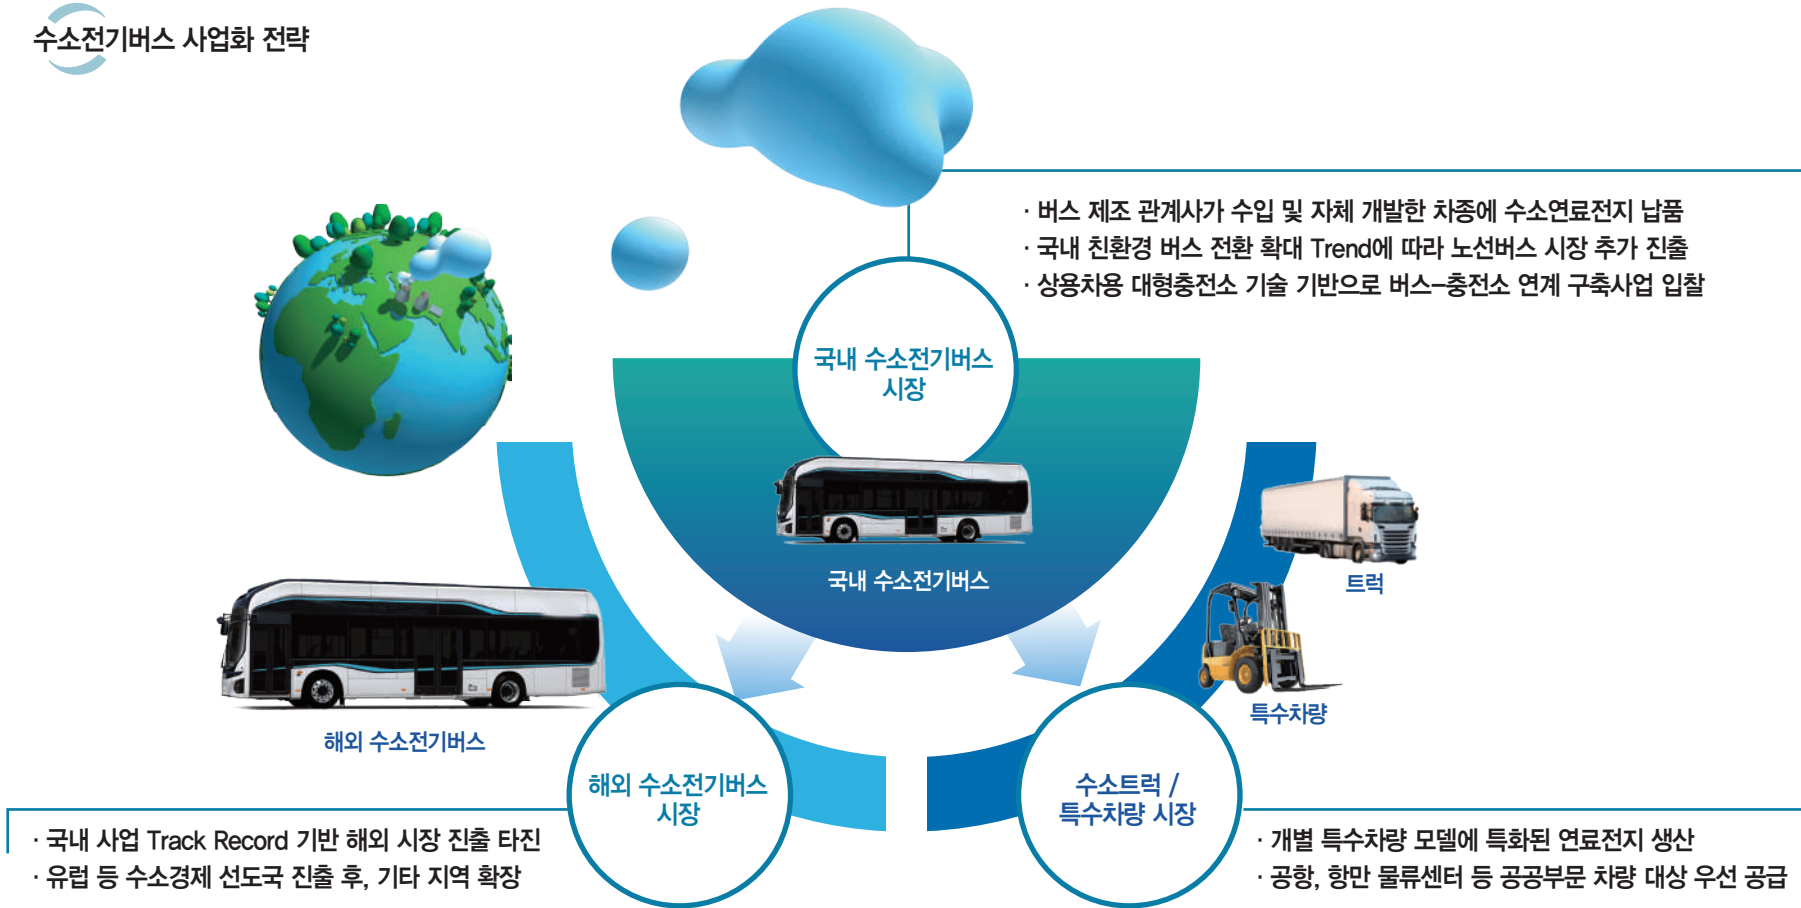 수소전기버스 사업화 전략
· 버스 제조 관계사가 수입 및 자체 개발한 차종에 수소연료전지 납품
· 국내 친환경 버스 전환 확대 Trend에 따라 노선버스 시장 추가 진출
· 상용차용 대형충전소 기술 기반으로 버스-충전소 연계 구축사업 입찰
국내 수소전기버스
시장
국내 수소전기버스
트럭
특수차량
해외 수소전기버스
해외 수소전기버스
시장
수소트럭 /
특수차량 시장
· 국내 사업 Track Record 기반 해외 시장 진출 타진
· 유럽 등 수소경제 선도국 진출 후, 기타 지역 확장
· 개별 특수차량 모델에 특화된 연료전지 생산
· 공항, 항만 물류센터 등 공공부문 차량 대상 우선 공급